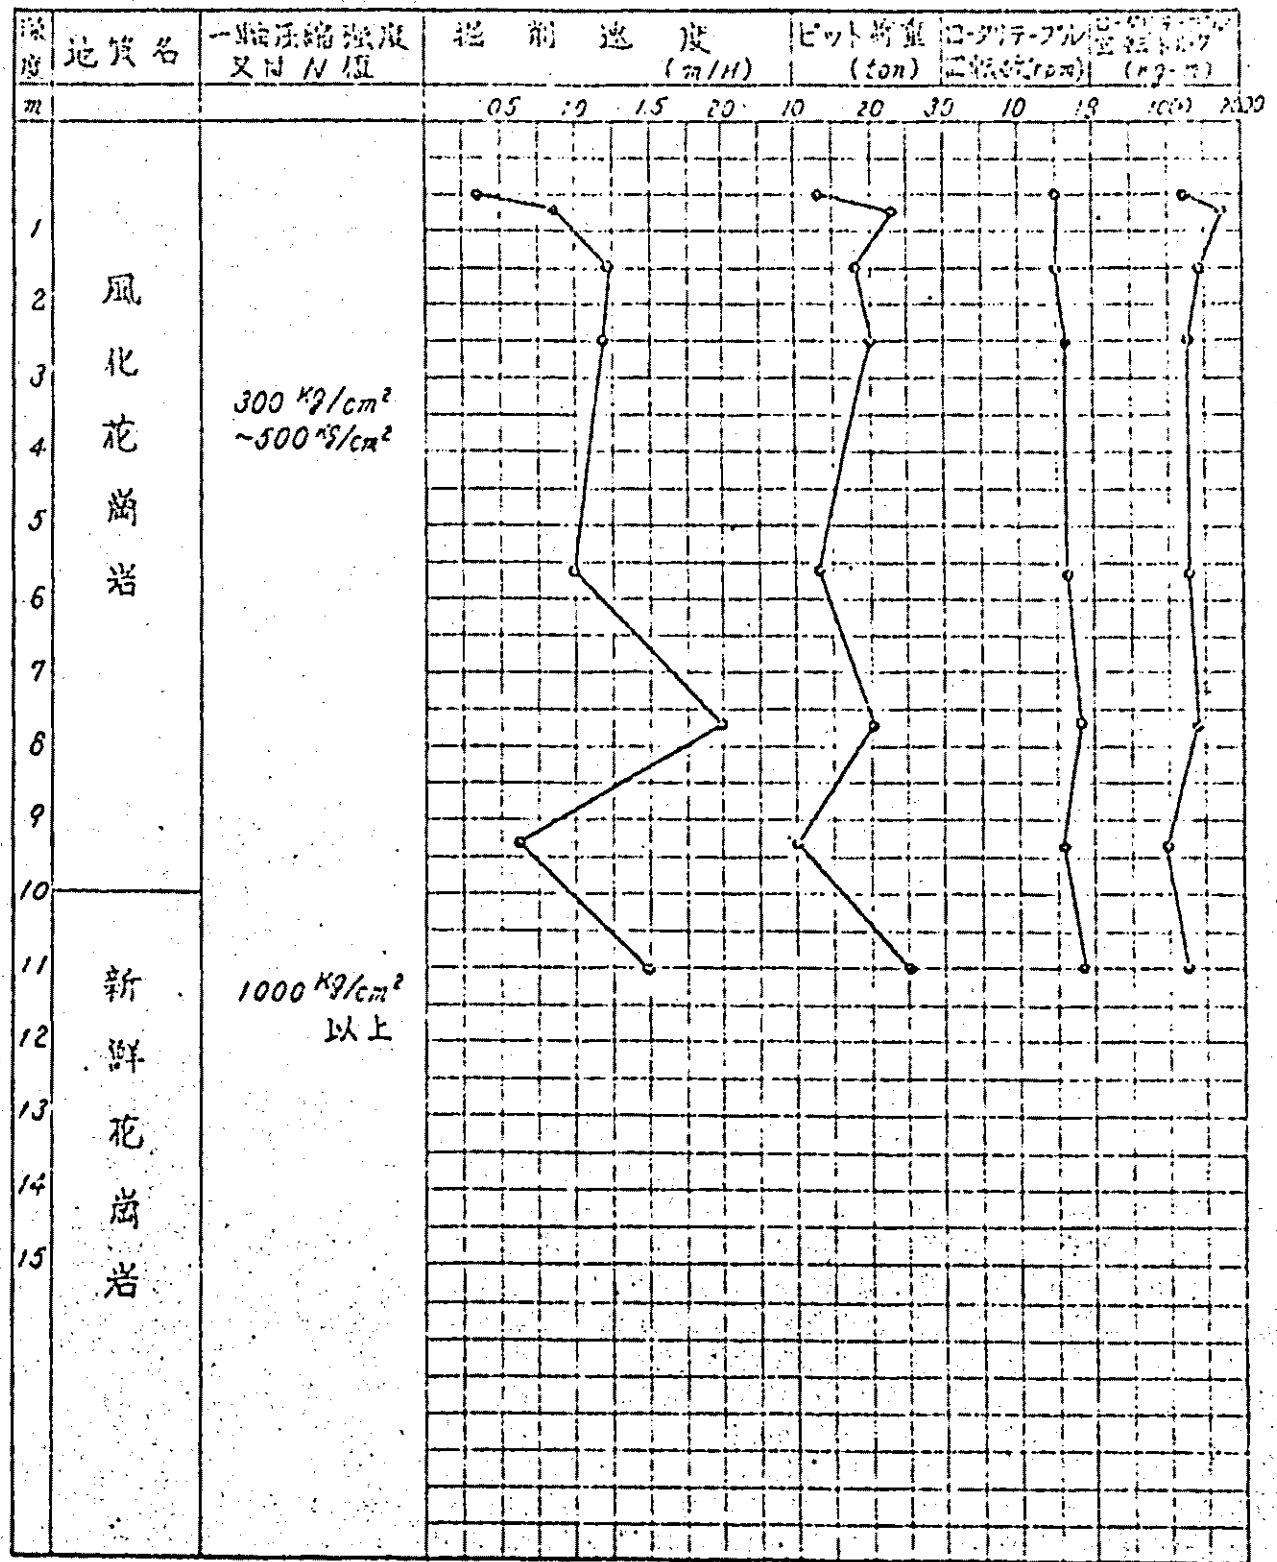 深度 地質名 一軸圧縮強度 掘削速度 ビット荷重 ロータリテーブル
又は N 値 (m/H) (ton) 回転数(rpm) (kg-m)
m 0.5 1.0 1.5 2.0 10 20 30 10 15 1000 2000
1
2
3
4
5
6
7
8
9
10
11
12
13
14
15
風化花崗岩
300 Kg/cm²
~500 Kg/cm²
新鮮花崗岩
1000 Kg/cm²
以上